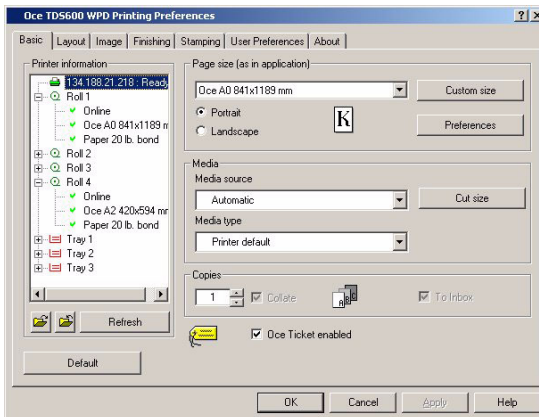 Oce TDS600 WPD Printing Preferences
Basic Layout Image Finishing Stamping User Preferences About
Printer information
134.188.21.218 : Ready
Roll 1
Online
Oce A0 841x1189 m
Paper 20 lb. bond
Roll 2
Roll 3
Roll 4
Online
Oce A2 420x594 mm
Paper 20 lb. bond
Tray 1
Tray 2
Tray 3
Refresh
Default
Page size (as in application)
Oce A0 841x1189 mm
Custom size
Portrait
Landscape
K
Preferences
Media
Media source
Automatic
Cut size
Media type
Printer default
Copies
1
Collate
A B C
To Inbox
Oce Ticket enabled
OK Cancel Apply Help